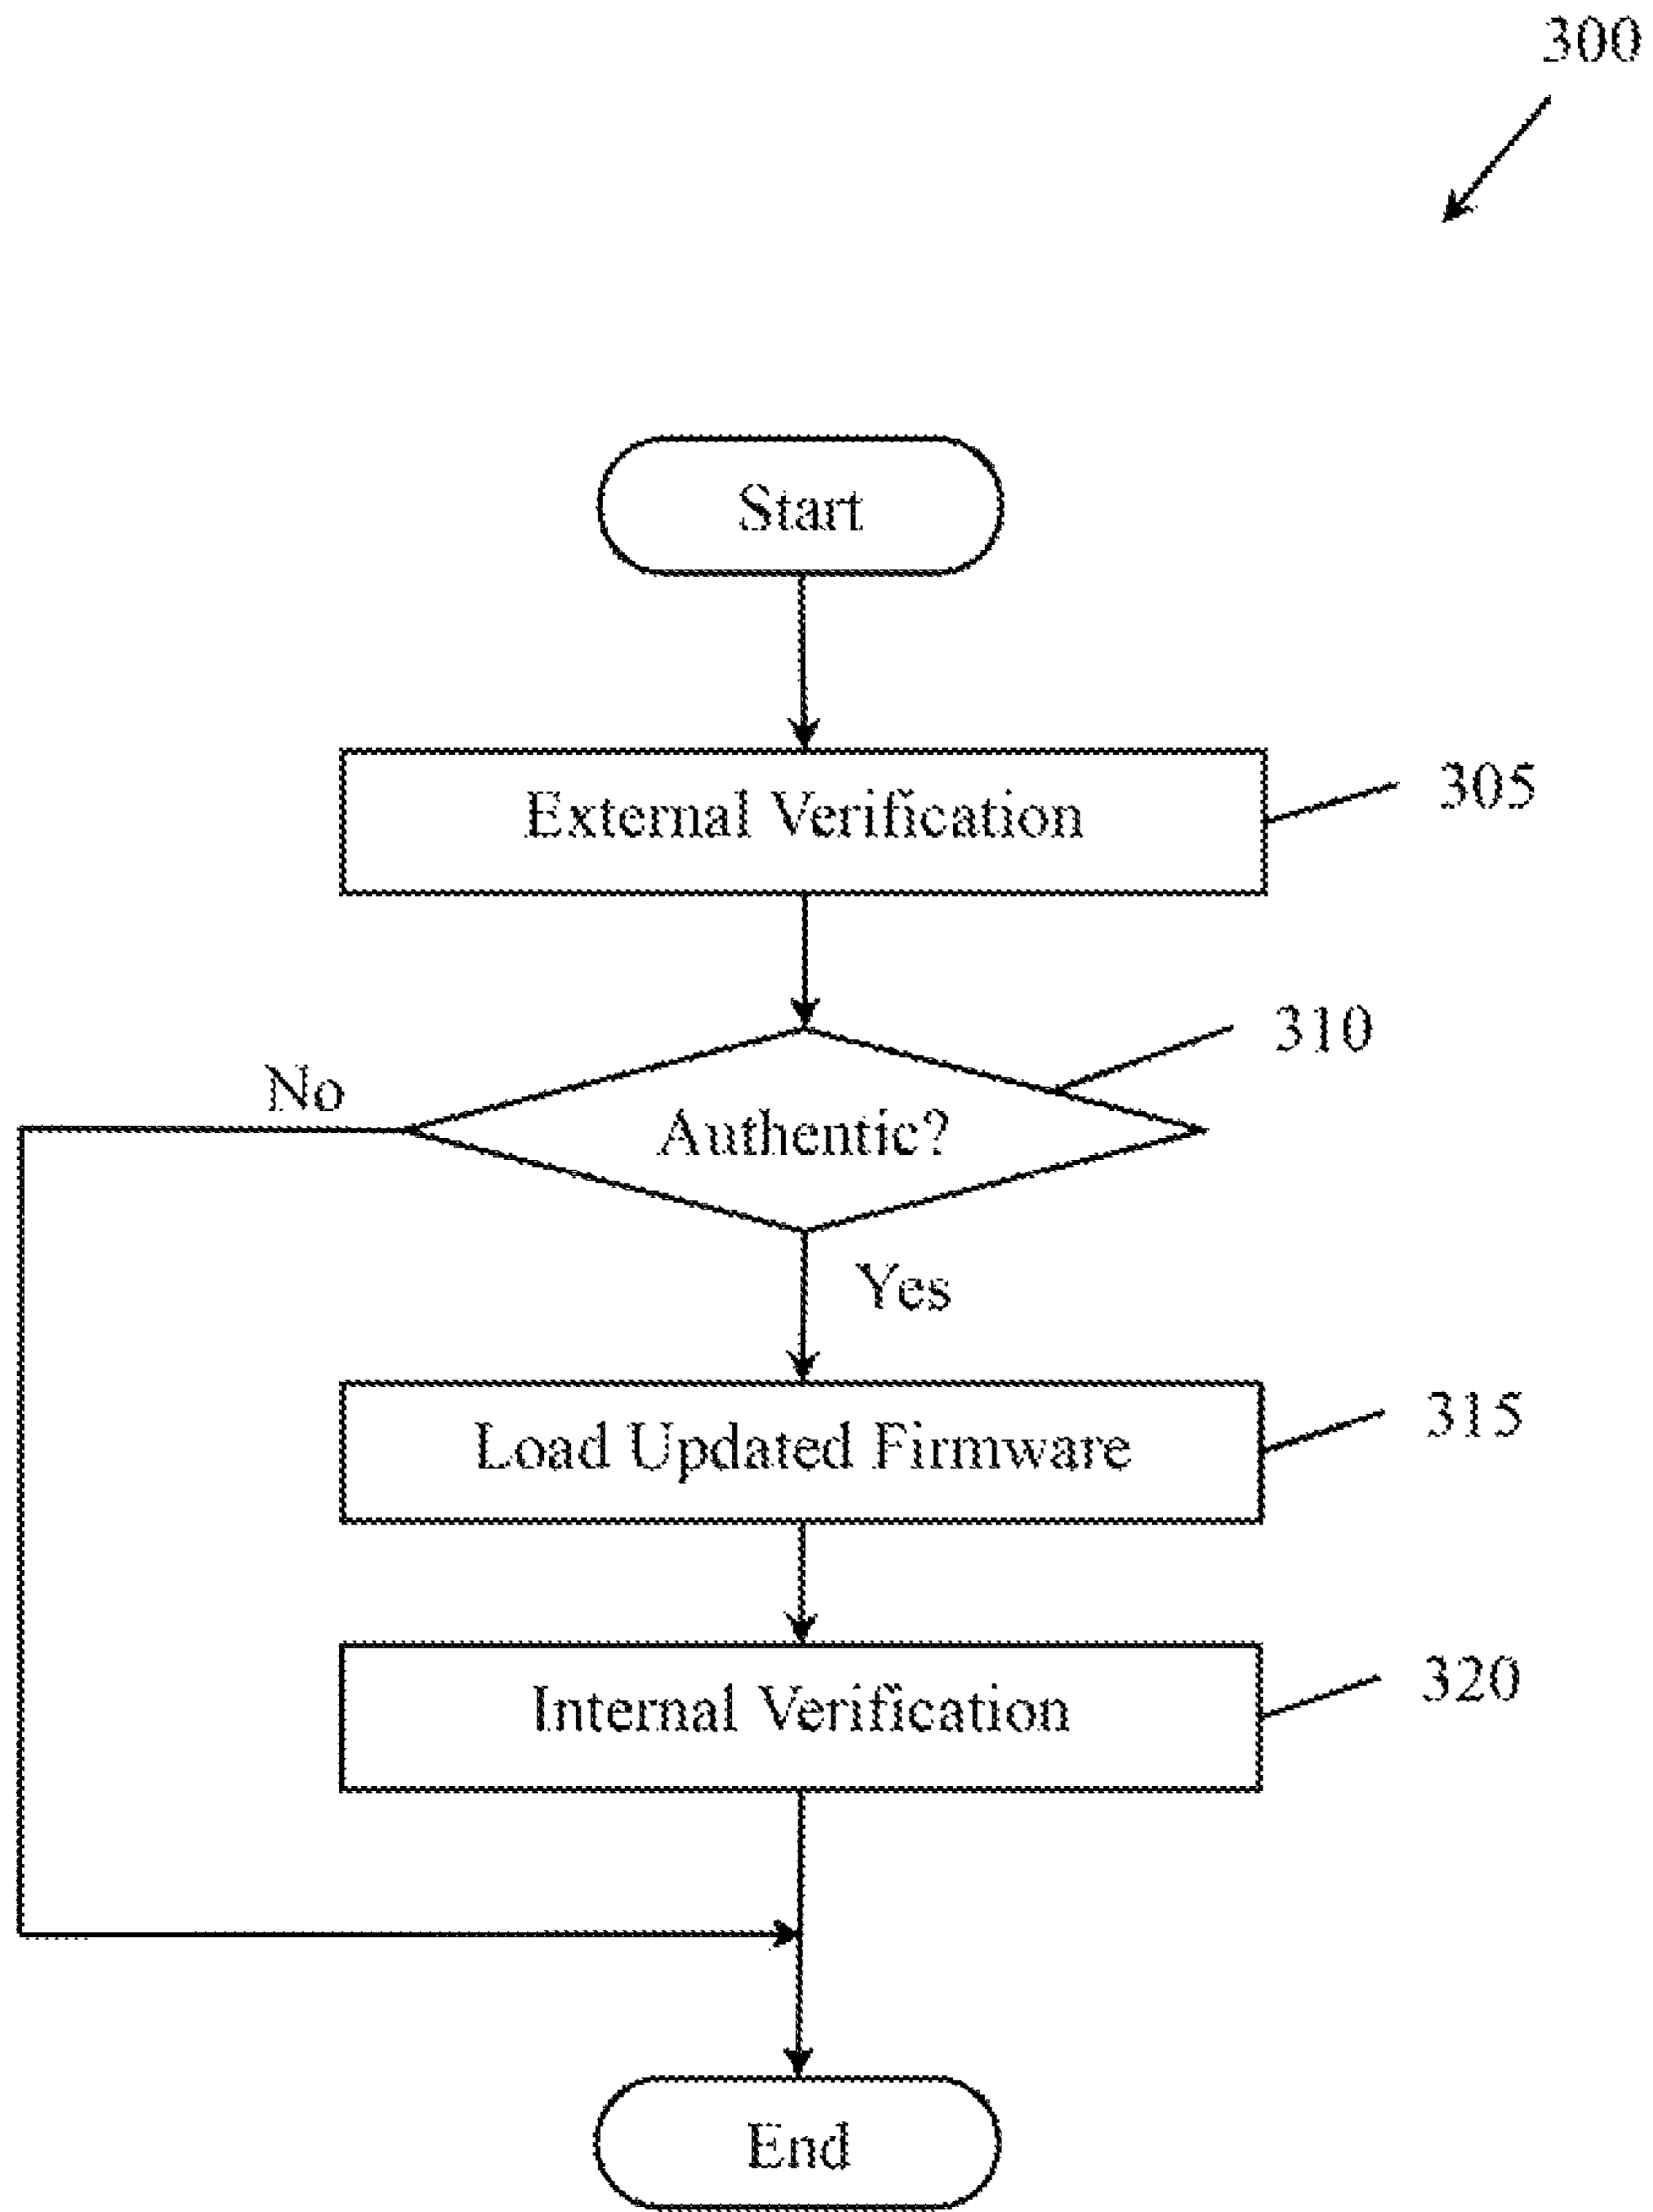 300
Start
External Verification
305
310
No
Authentic?
Yes
Load Updated Firmware
315
Internal Verification
320
End